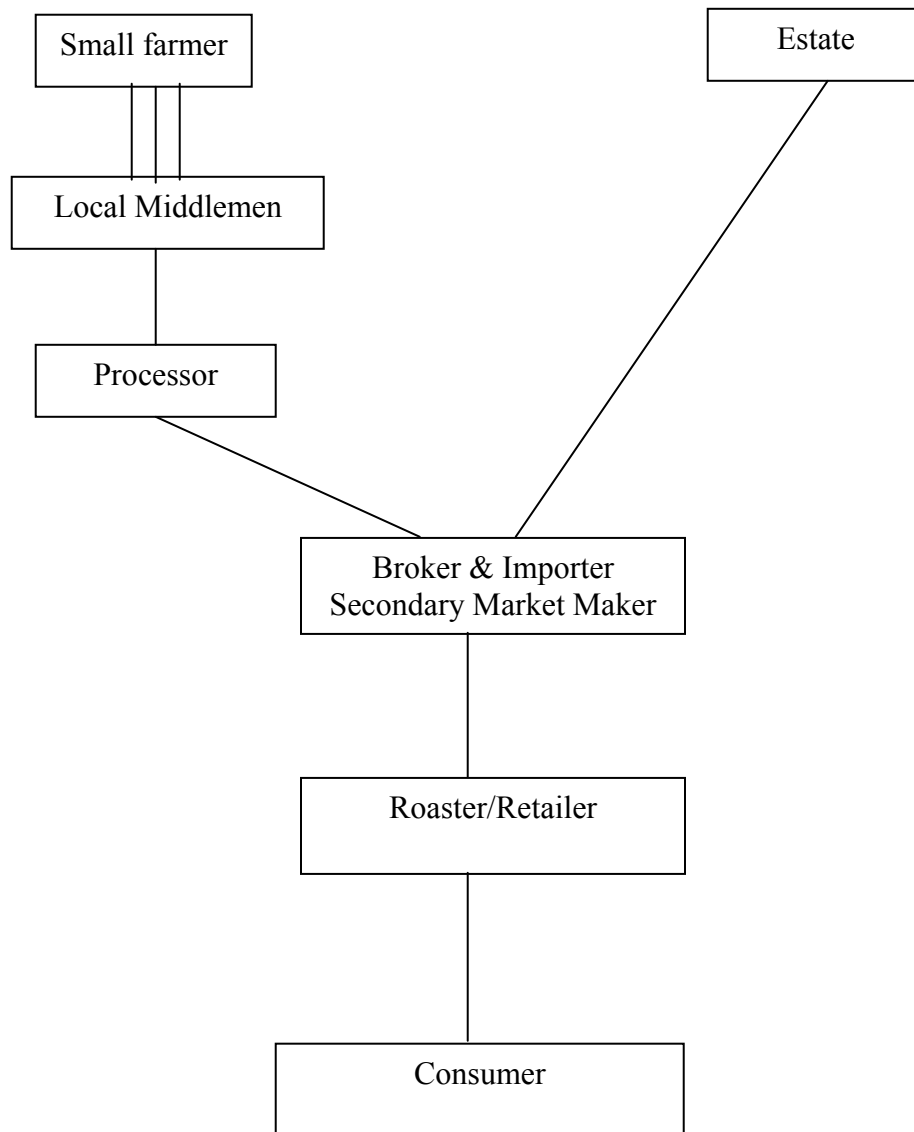 Small farmer
Estate
Local Middlemen
Processor
Broker & Importer
Secondary Market Maker
Roaster/Retailer
Consumer